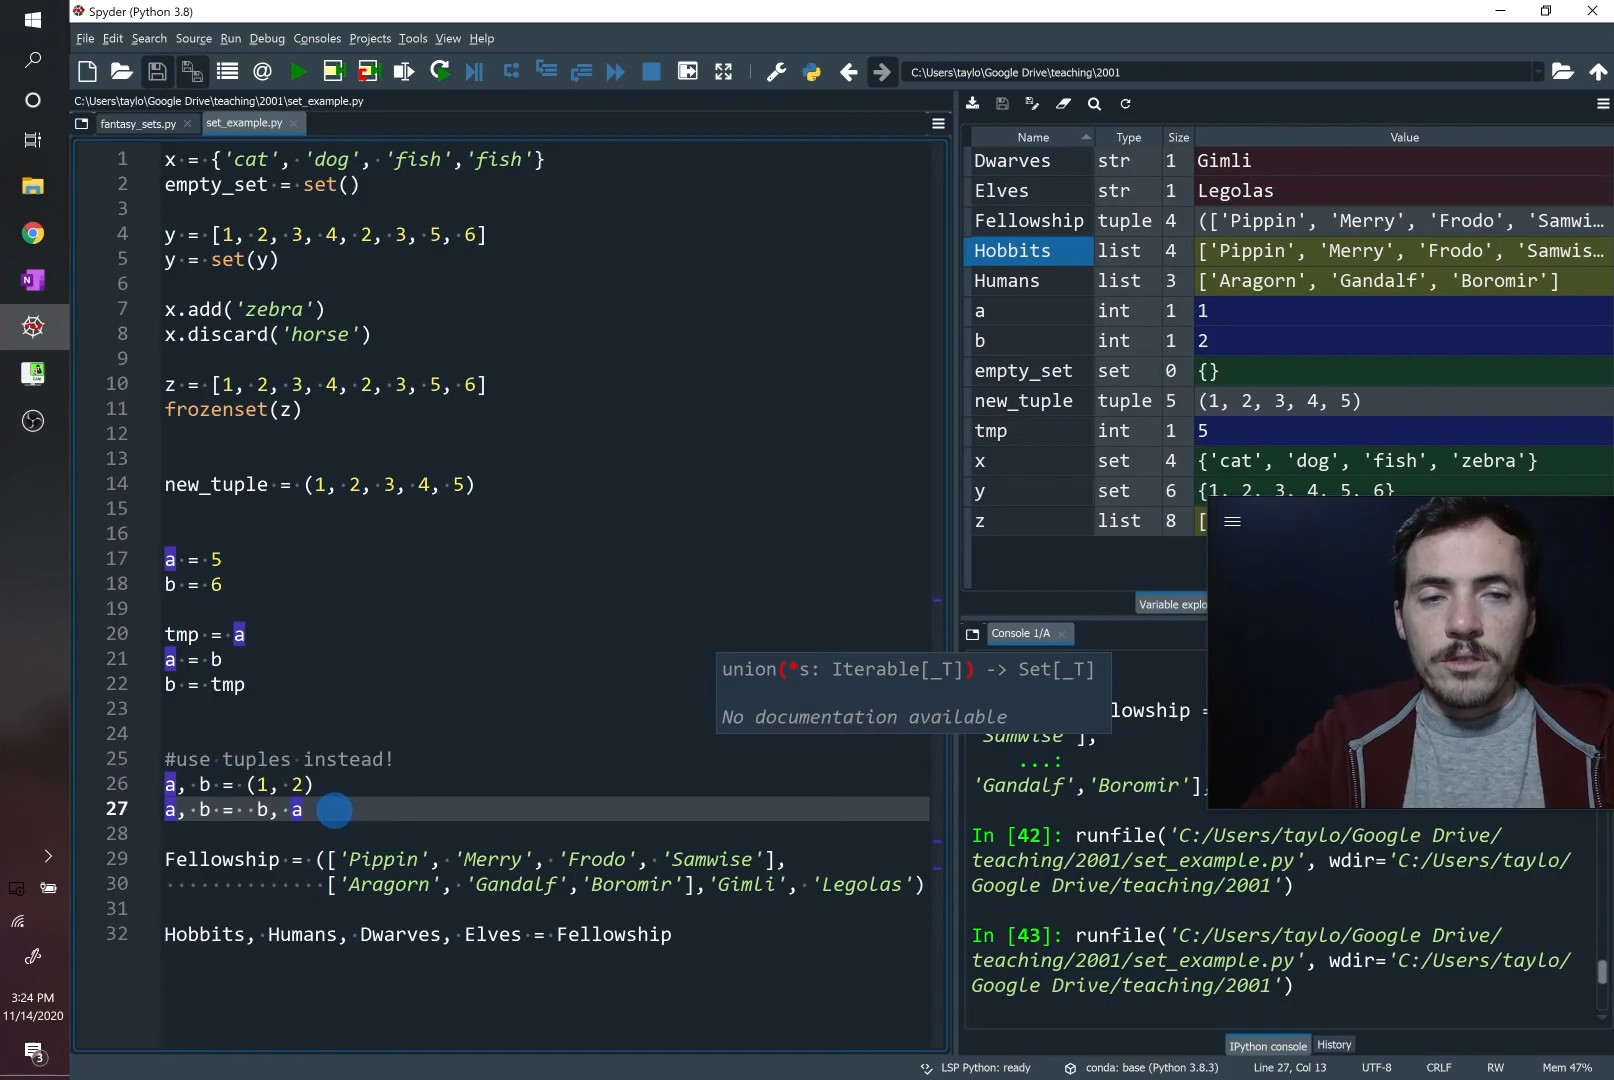 Spyder (Python 3.8)
File Edit Search Source Run Debug Consoles Projects Tools View Help
C:\Users\taylo\Google Drive\teaching\2001
C:\Users\taylo\Google Drive\teaching\2001\set_example.py
fantasy_sets.py set_example.py
1 x = {'cat', 'dog', 'fish','fish'}
2 empty_set = set()
3
4 y = [1, 2, 3, 4, 2, 3, 5, 6]
5 y = set(y)
6
7 x.add('zebra')
8 x.discard('horse')
9
10 z = [1, 2, 3, 4, 2, 3, 5, 6]
11 frozenset(z)
12
13
14 new_tuple = (1, 2, 3, 4, 5)
15
16
17 a = 5
18 b = 6
19
20 tmp = a
21 a = b
22 b = tmp
23
24
25 #use tuples instead!
26 a, b = (1, 2)
27 a, b = b, a
28
29 Fellowship = (['Pippin', 'Merry', 'Frodo', 'Samwise'],
30 ['Aragorn', 'Gandalf','Boromir'],'Gimli', 'Legolas')
31
32 Hobbits, Humans, Dwarves, Elves = Fellowship
union(*s: Iterable[_T]) -> Set[_T]
No documentation available
Name Type Size Value
Dwarves str 1 Gimli
Elves str 1 Legolas
Fellowship tuple 4 (['Pippin', 'Merry', 'Frodo', 'Samwi...
Hobbits list 4 ['Pippin', 'Merry', 'Frodo', 'Samwis...
Humans list 3 ['Aragorn', 'Gandalf', 'Boromir']
a int 1 1
b int 1 2
empty_set set 0 {}
new_tuple tuple 5 (1, 2, 3, 4, 5)
tmp int 1 5
x set 4 {'cat', 'dog', 'fish', 'zebra'}
y set 6 {1, 2, 3, 4, 5, 6}
z list 8 [
Variable explo
Console 1/A
lowship =
'Samwise'],
...:
'Gandalf','Boromir'],
In [42]: runfile('C:/Users/taylo/Google Drive/
teaching/2001/set_example.py', wdir='C:/Users/taylo/
Google Drive/teaching/2001')
In [43]: runfile('C:/Users/taylo/Google Drive/
teaching/2001/set_example.py', wdir='C:/Users/taylo/
Google Drive/teaching/2001')
IPython console History
LSP Python: ready conda: base (Python 3.8.3) Line 27, Col 13 UTF-8 CRLF RW Mem 47%
3:24 PM
11/14/2020
3